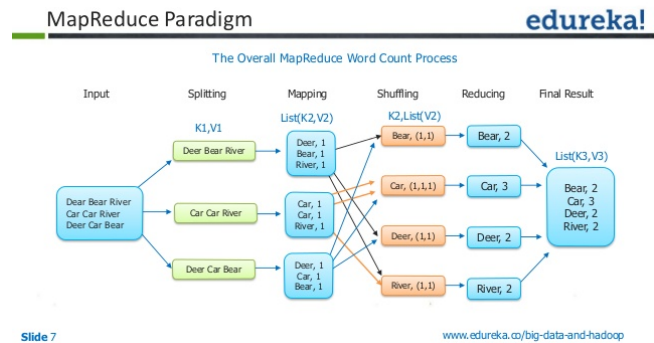 MapReduce Paradigm
edureka!
The Overall MapReduce Word Count Process
Input
Splitting
Mapping
Shuffling
Reducing
Final Result
K1,V1
List(K2,V2)
K2,List(V2)
List(K3,V3)
Dear Bear River
Car Car River
Deer Car Bear
Deer Bear River
Car Car River
Deer Car Bear
Deer, 1
Bear, 1
River, 1
Car, 1
Car, 1
River, 1
Deer, 1
Car, 1
Bear, 1
Bear, (1,1)
Car, (1,1,1)
Deer, (1,1)
River, (1,1)
Bear, 2
Car, 3
Deer, 2
River, 2
Bear, 2
Car, 3
Deer, 2
River, 2
Slide 7
www.edureka.co/big-data-and-hadoop